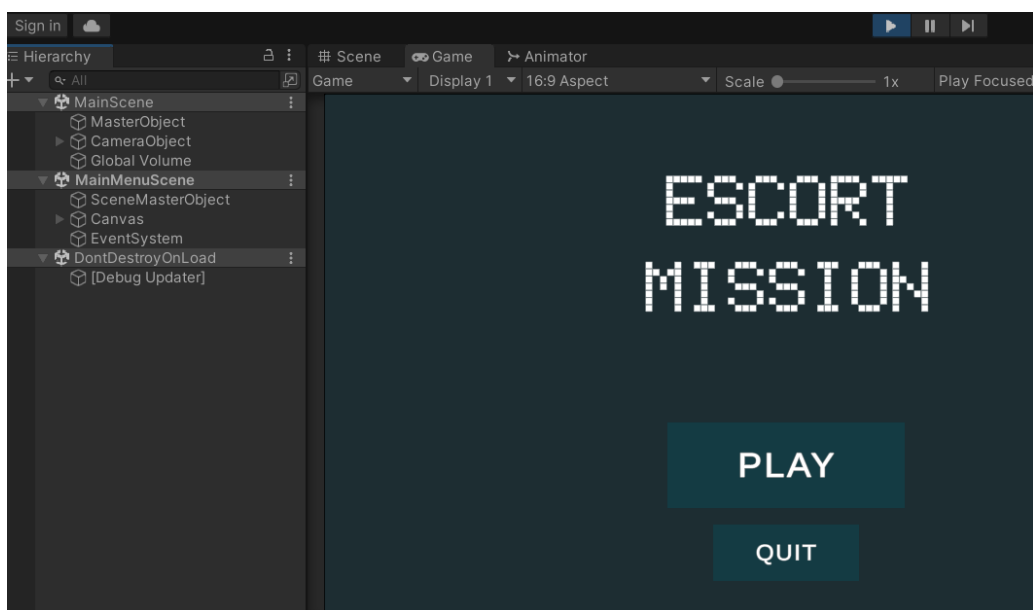 Sign in
Hierarchy
All
MainScene
MasterObject
CameraObject
Global Volume
MainMenuScene
SceneMasterObject
Canvas
EventSystem
DontDestroyOnLoad
[Debug Updater]
Scene Game Animator
Game Display 1 16:9 Aspect Scale 1x Play Focused
ESCORT
MISSION
PLAY
QUIT